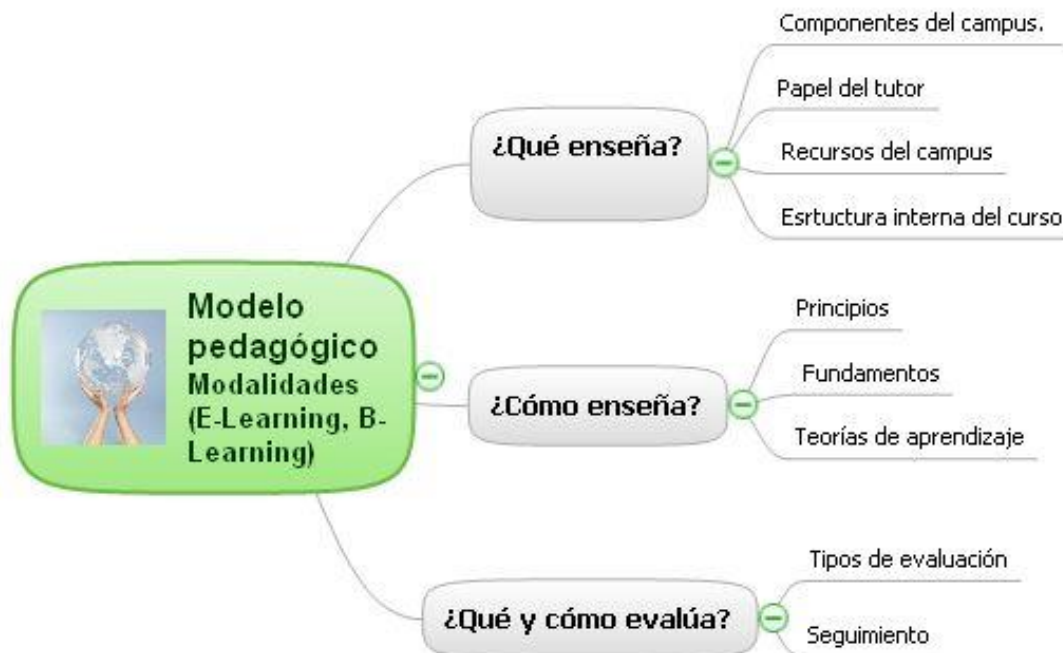 Modelo
pedagógico
Modalidades
(E-Learning, B-
Learning)
¿Qué enseña?
Componentes del campus.
Papel del tutor
Recursos del campus
Esrtuctura interna del curso
¿Cómo enseña?
Principios
Fundamentos
Teorías de aprendizaje
¿Qué y cómo evalúa?
Tipos de evaluación
Seguimiento